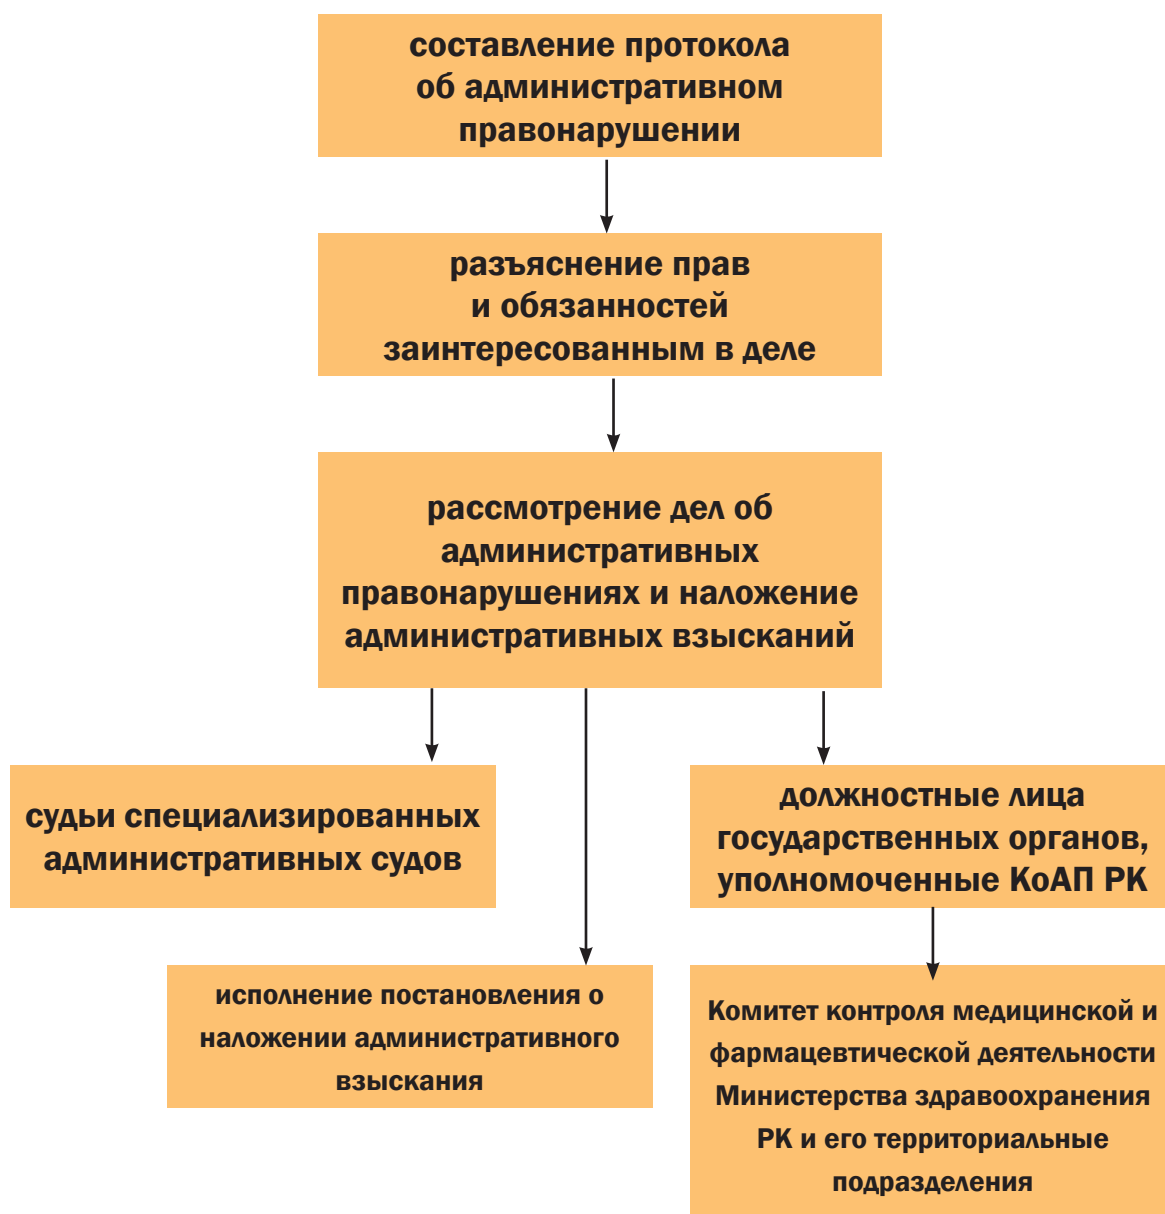 составление протокола
об административном
правонарушении
разъяснение прав
и обязанностей
заинтересованным в деле
рассмотрение дел об
административных
правонарушениях и наложение
административных взысканий
судьи специализированных
административных судов
должностные лица
государственных органов,
уполномоченные КоАП РК
исполнение постановления о
наложении административного
взыскания
Комитет контроля медицинской и
фармацевтической деятельности
Министерства здравоохранения
РК и его территориальные
подразделения